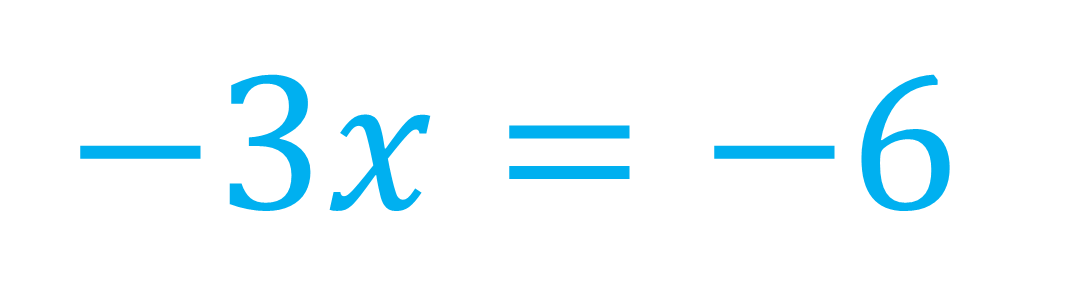 −3x = −6